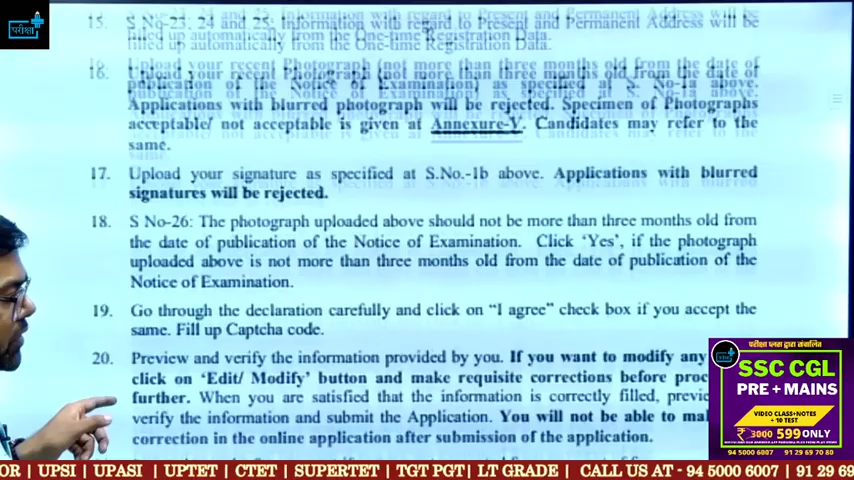 परीक्षा
15. S No-23: 24 and 25: Information with regard to Present and Permanent Address will be
filled up automatically from the One-time Registration Data.
16. Upload your recent Photograph (not more than three months old from the date of
publication of the Notice of Examination) as specified at S. No-1a above.
Applications with blurred photograph will be rejected. Specimen of Photographs
acceptable/ not acceptable is given at Annexure-V. Candidates may refer to the
same.
17. Upload your signature as specified at S.No.-1b above. Applications with blurred
signatures will be rejected.
18. S No-26: The photograph uploaded above should not be more than three months old from
the date of publication of the Notice of Examination. Click 'Yes', if the photograph
uploaded above is not more than three months old from the date of publication of the
Notice of Examination.
19. Go through the declaration carefully and click on "I agree" check box if you accept the
same. Fill up Captcha code.
20. Preview and verify the information provided by you. If you want to modify any
click on 'Edit/ Modify' button and make requisite corrections before proc
further. When you are satisfied that the information is correctly filled, previe
verify the information and submit the Application. You will not be able to mal
correction in the online application after submission of the application.
परीक्षा प्लस द्वारा संचालित
SSC CGL
PRE + MAINS
VIDEO CLASS+NOTES
+ 10 TEST
₹ 3000 599 ONLY
94 5000 6007 | 91 29 69 70 80
OR | UPSI | UPASI | UPTET | CTET | SUPERTET | TGT PGT| LT GRADE | CALL US AT - 94 5000 6007 | 91 29 69